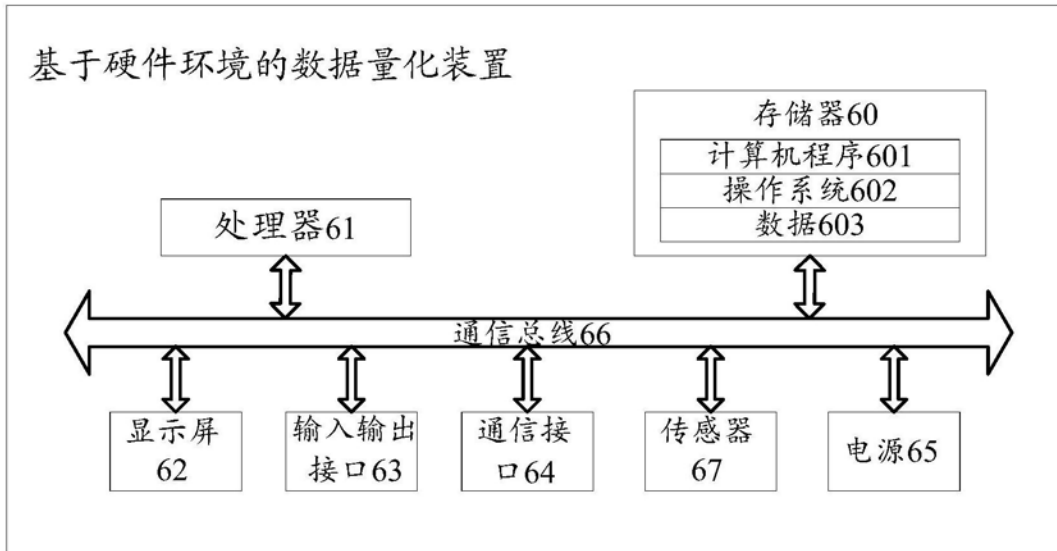 基于硬件环境的数据量化装置
存储器60
计算机程序601
操作系统602
数据603
处理器61
通信总线66
显示屏
62
输入输出
接口63
通信接
口64
传感器
67
电源65